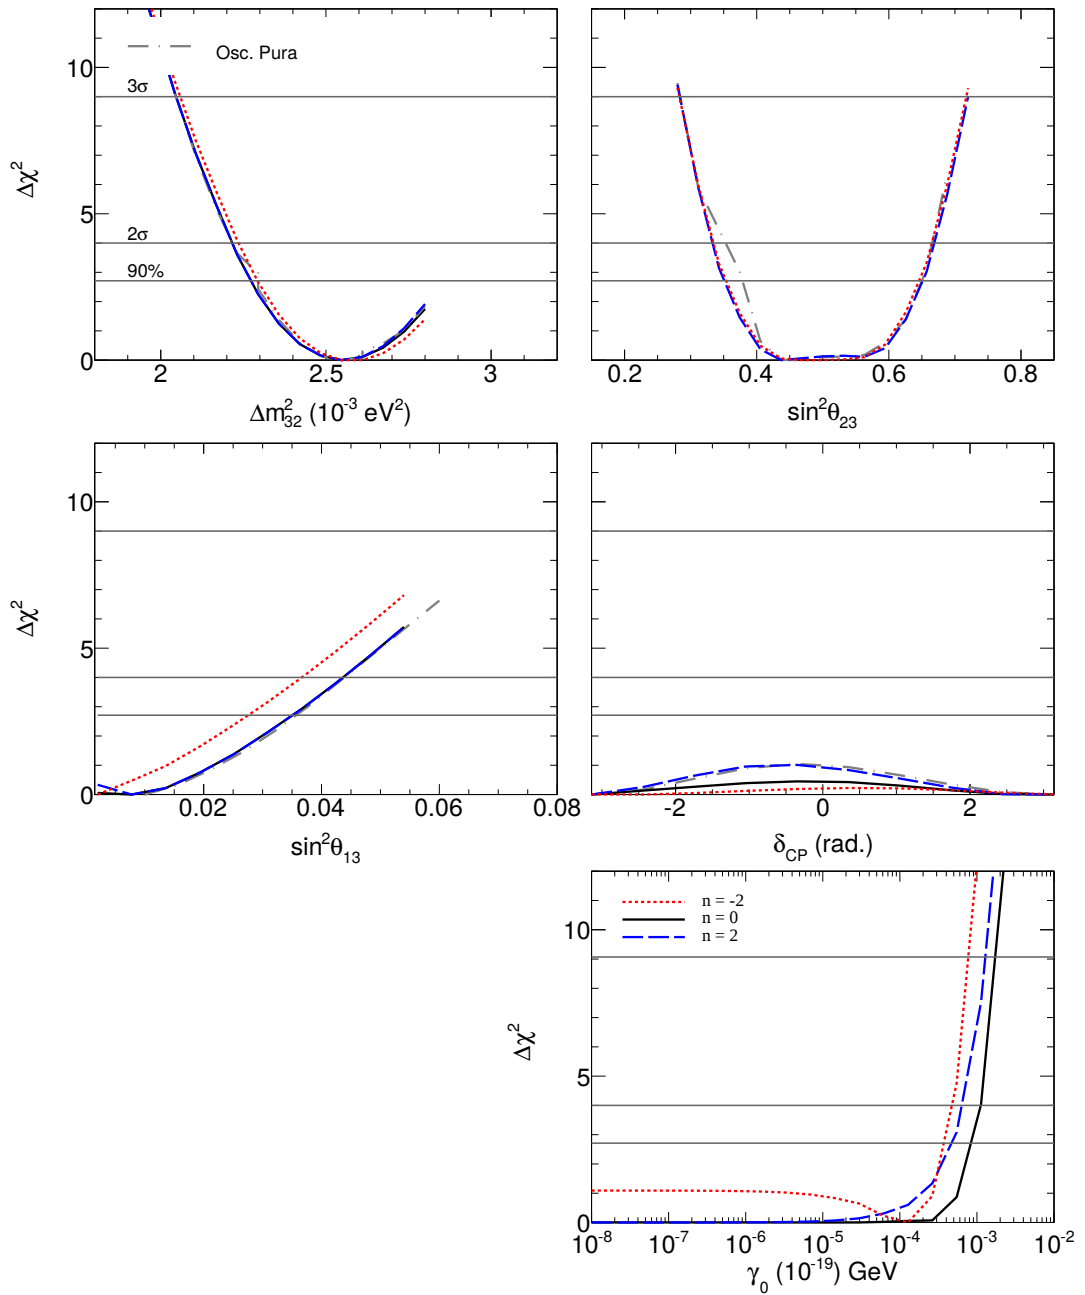 10
5
0
Δχ²
Osc. Pura
3σ
2σ
90%
2 2.5 3
Δm²₃₂ (10⁻³ eV²)
0.2 0.4 0.6 0.8
sin²θ₂₃
10
5
0
Δχ²
0.02 0.04 0.06 0.08
sin²θ₁₃
-2 0 2
δ_CP (rad.)
n = -2
n = 0
n = 2
10
5
0
Δχ²
10⁻⁸ 10⁻⁷ 10⁻⁶ 10⁻⁵ 10⁻⁴ 10⁻³ 10⁻²
γ₀ (10⁻¹⁹) GeV